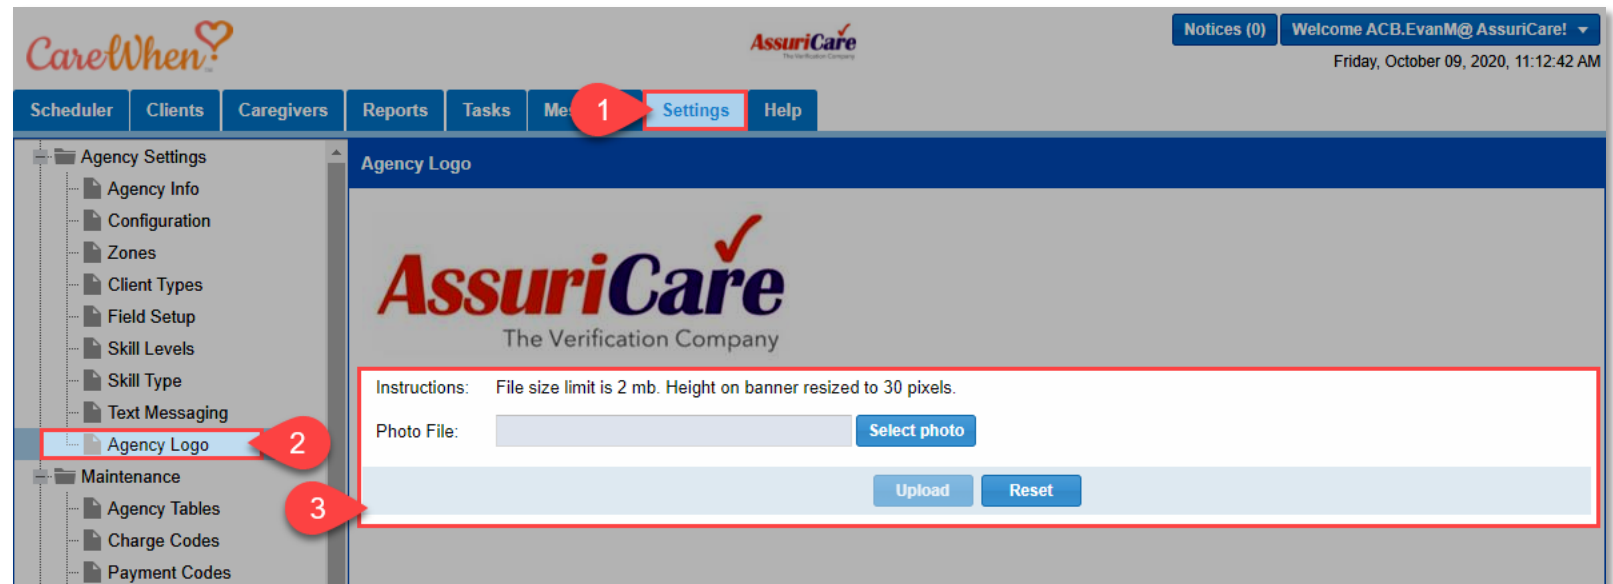 CareWhen?
AssuriCare
The Verification Company
Notices (0)
Welcome ACB.EvanM@ AssuriCare!
Friday, October 09, 2020, 11:12:42 AM
Scheduler Clients Caregivers Reports Tasks Mes 1 Settings Help
Agency Settings
Agency Info
Configuration
Zones
Client Types
Field Setup
Skill Levels
Skill Type
Text Messaging
Agency Logo
2
Maintenance
Agency Tables
3
Charge Codes
Payment Codes
Agency Logo
AssuriCare
The Verification Company
Instructions: File size limit is 2 mb. Height on banner resized to 30 pixels.
Photo File: Select photo
Upload Reset